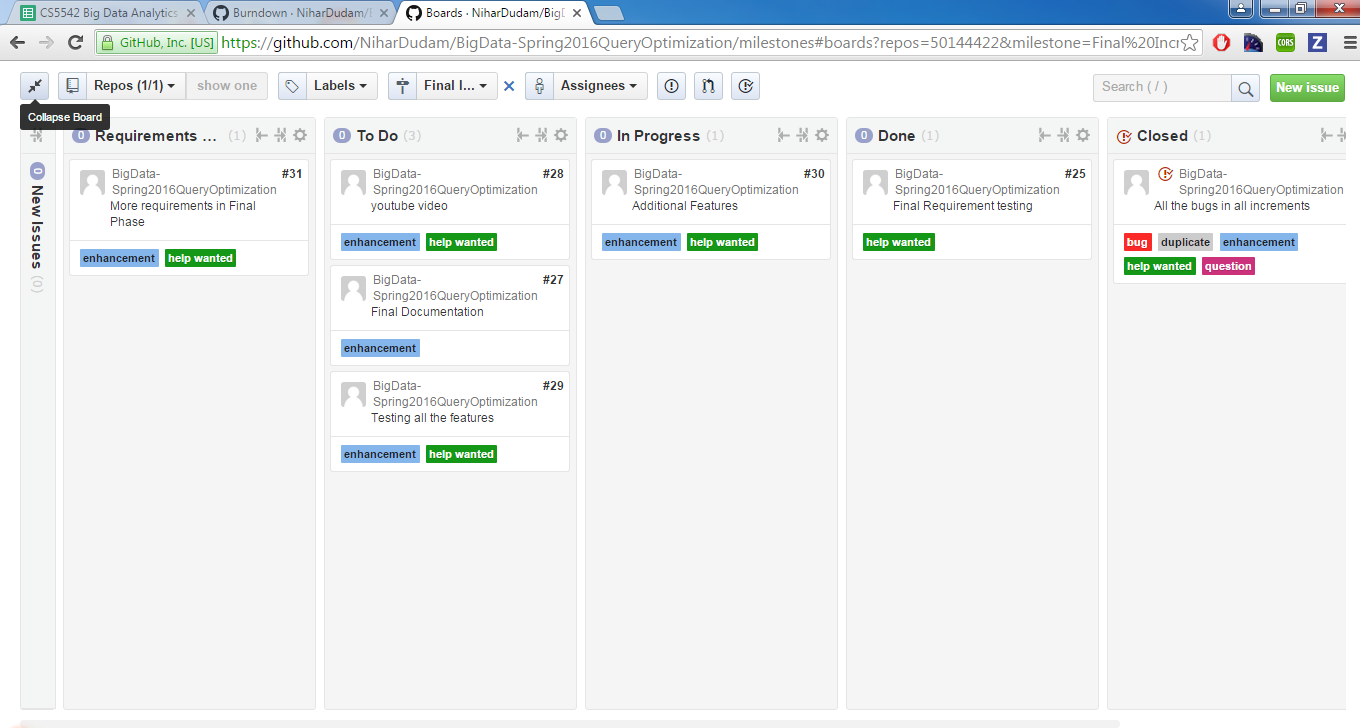 CS5542 Big Data Analytics
Burndown · NiharDudam/
Boards · NiharDudam/Big
GitHub, Inc. [US]
https://github.com/NiharDudam/BigData-Spring2016QueryOptimization/milestones#boards?repos=50144422&milestone=Final%20Incr
CORS
Z
Repos (1/1)
show one
Labels
Final I...
Assignees
Search ( / )
New issue
Collapse Board
0 New Issues (0)
0 Requirements ... (1)
BigData-
Spring2016QueryOptimization
#31
More requirements in Final
Phase
enhancement help wanted
0 To Do (3)
BigData-
Spring2016QueryOptimization
#28
youtube video
enhancement help wanted
BigData-
Spring2016QueryOptimization
#27
Final Documentation
enhancement
BigData-
Spring2016QueryOptimization
#29
Testing all the features
enhancement help wanted
0 In Progress (1)
BigData-
Spring2016QueryOptimization
#30
Additional Features
enhancement help wanted
0 Done (1)
BigData-
Spring2016QueryOptimization
#25
Final Requirement testing
help wanted
Closed (1)
BigData-
Spring2016QueryOptimization
All the bugs in all increments
bug duplicate enhancement
help wanted question